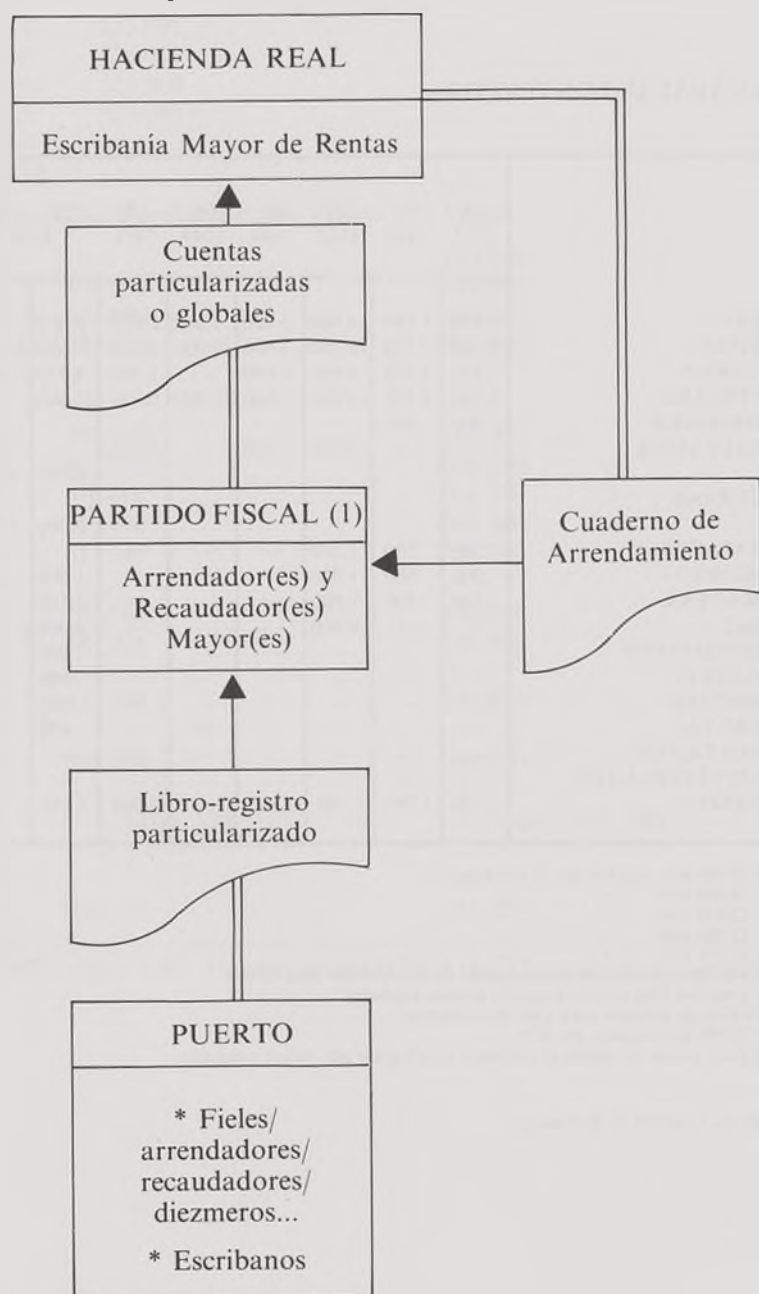 HACIENDA REAL
Escribanía Mayor de Rentas
Cuentas
particularizadas
o globales
PARTIDO FISCAL (1)
Arrendador(es) y
Recaudador(es)
Mayor(es)
Cuaderno de
Arrendamiento
Libro-registro
particularizado
PUERTO
* Fieles/
arrendadores/
recaudadores/
diezmeros...
* Escribanos